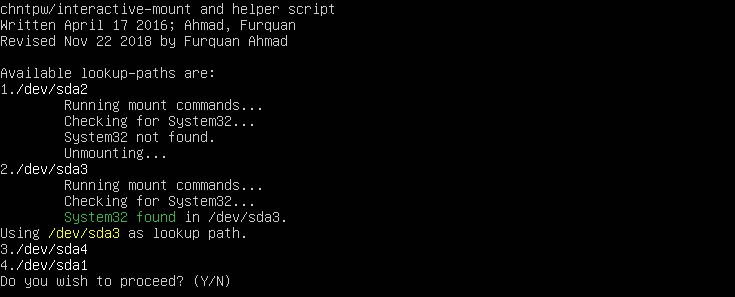 chntpw/interactive-mount and helper script
Written April 17 2016; Ahmad, Furquan
Revised Nov 22 2018 by Furquan Ahmad

Available lookup-paths are:
1./dev/sda2
        Running mount commands...
        Checking for System32...
        System32 not found.
        Unmounting...
2./dev/sda3
        Running mount commands...
        Checking for System32...
        System32 found in /dev/sda3.
Using /dev/sda3 as lookup path.
3./dev/sda4
4./dev/sda1
Do you wish to proceed? (Y/N)